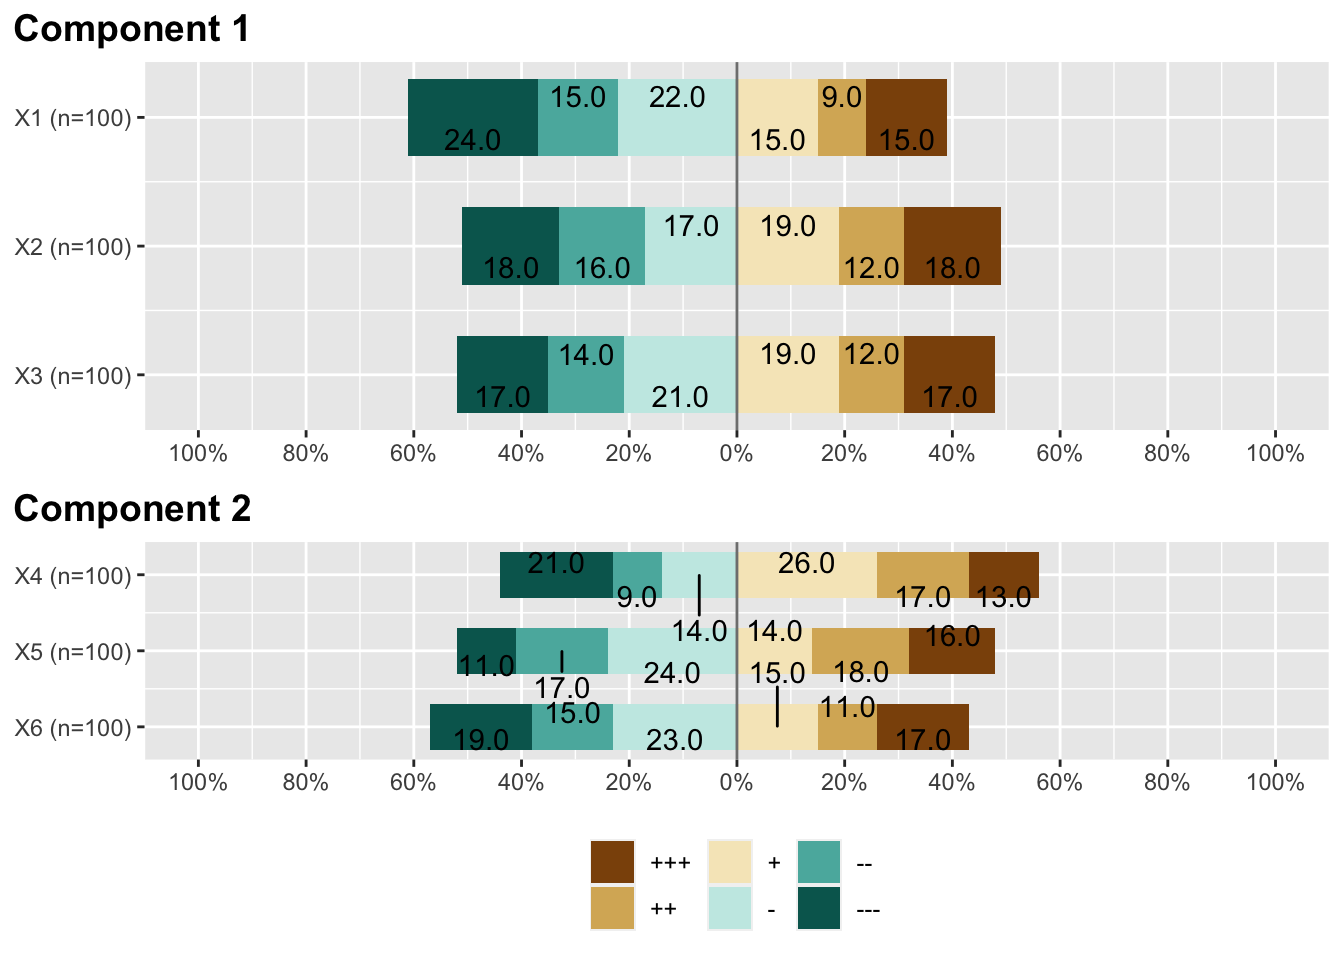 Component 1
15.0 22.0 9.0
X1 (n=100)
24.0 15.0 15.0
17.0 19.0
X2 (n=100)
18.0 16.0 12.0 18.0
14.0 19.0 12.0
X3 (n=100)
17.0 21.0 17.0
100% 80% 60% 40% 20% 0% 20% 40% 60% 80% 100%
Component 2
21.0 26.0
X4 (n=100)
9.0 17.0 13.0
14.0 14.0 16.0
X5 (n=100)
11.0 24.0 15.0 18.0
17.0
15.0 11.0
X6 (n=100)
19.0 23.0 17.0
100% 80% 60% 40% 20% 0% 20% 40% 60% 80% 100%
+++ + --
++ - ---